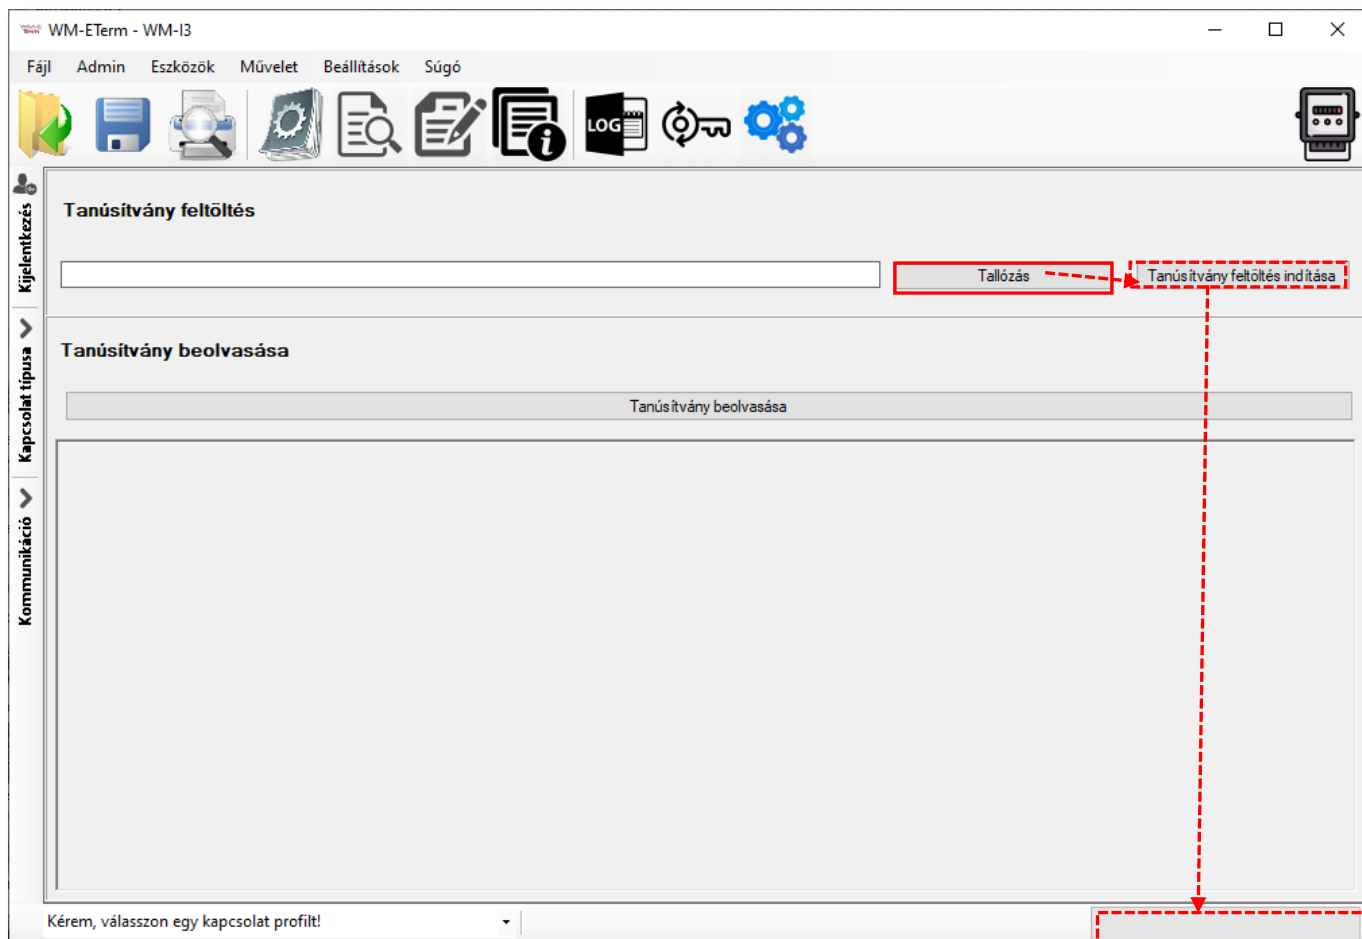 WM-ETerm - WM-I3
Fájl Admin Eszközök Művelet Beállítások Súgó
LOG
Kijelentkezés
Kapcsolat típusa
Kommunikáció
Tanúsítvány feltöltés
Tallózás
Tanúsítvány feltöltés indítása
Tanúsítvány beolvasása
Tanúsítvány beolvasása
Kérem, válasszon egy kapcsolat profilt!